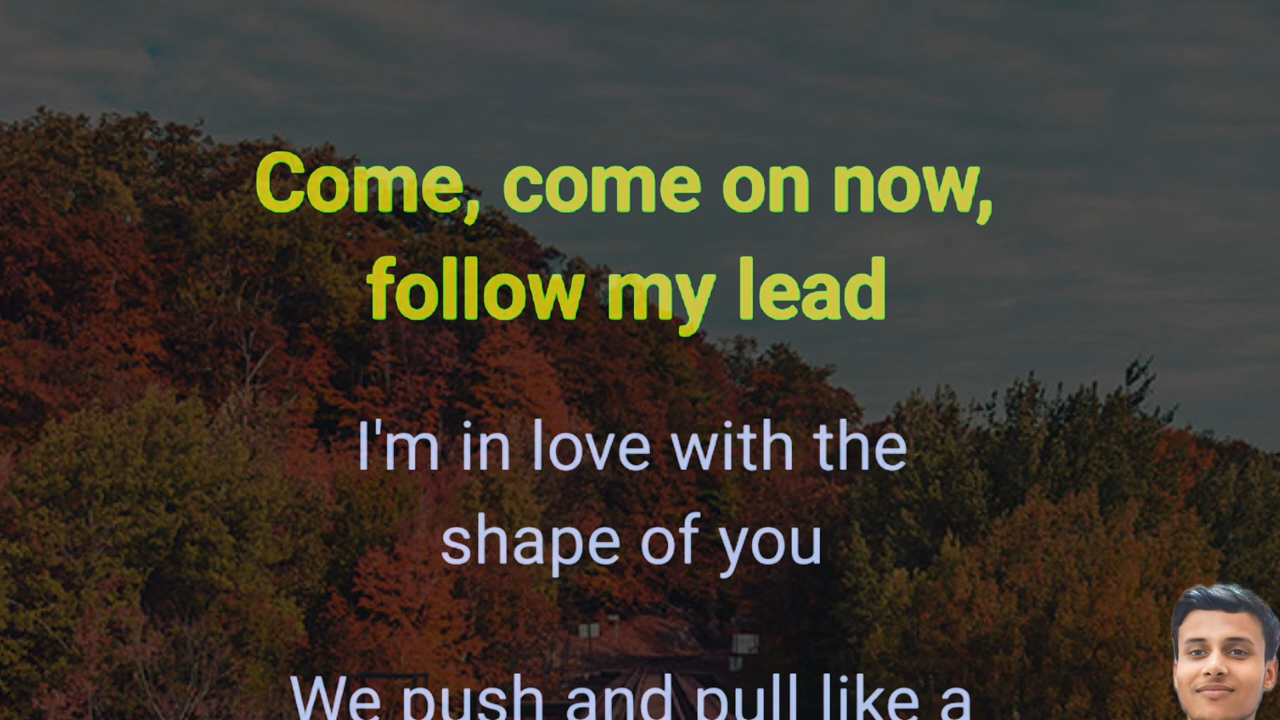 Come, come on now,
follow my lead
I'm in love with the
shape of you
We push and pull like a